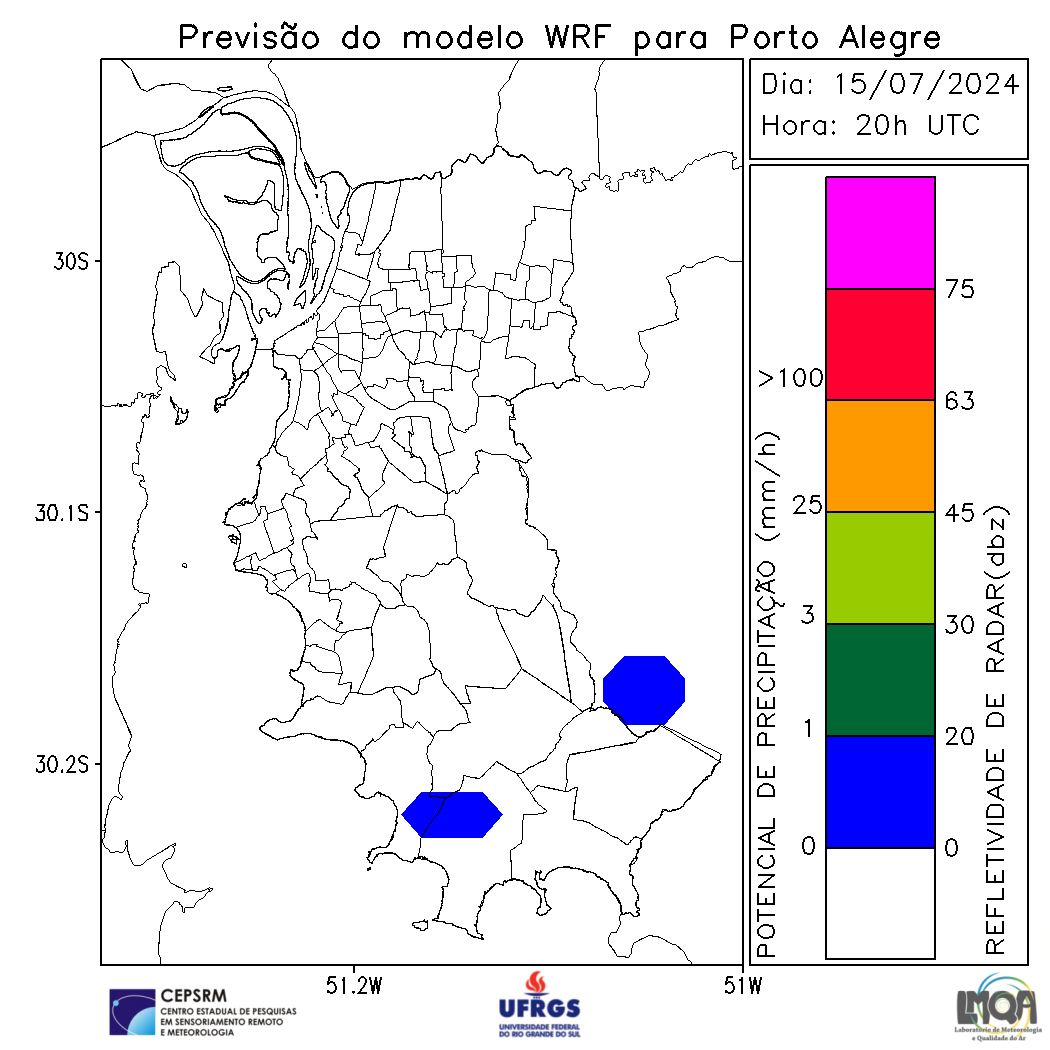 Previsão do modelo WRF para Porto Alegre
Dia: 15/07/2024
Hora: 20h UTC
30S
30.1S
30.2S
51.2W
51W
POTENCIAL DE PRECIPITAÇÃO (mm/h)
>100
25
3
1
0
75
63
45
30
20
0
REFLETIVIDADE DE RADAR(dbz)
CEPSRM
CENTRO ESTADUAL DE PESQUISAS
EM SENSORIAMENTO REMOTO
E METEOROLOGIA
UFRGS
UNIVERSIDADE FEDERAL
DO RIO GRANDE DO SUL
LMQA
Laboratório de Meteorologia
e Qualidade do Ar